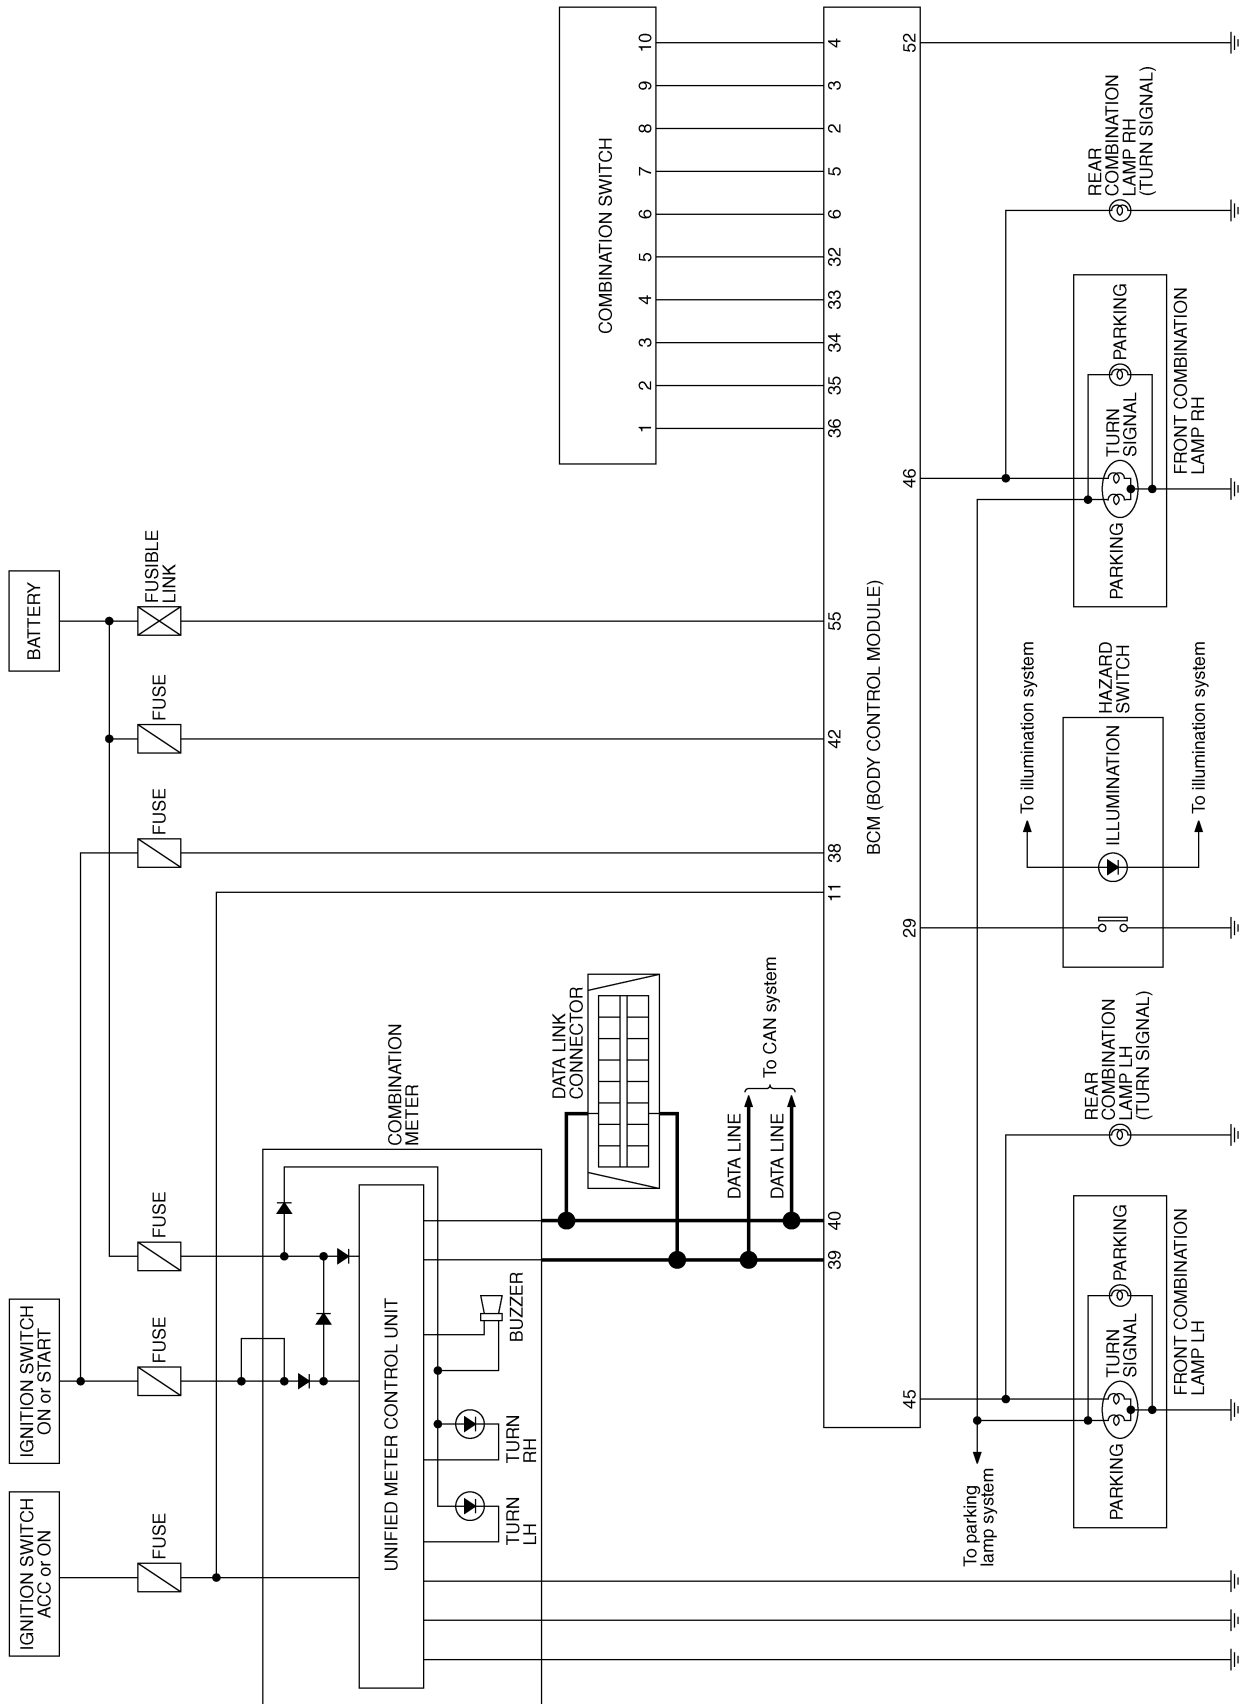 IGNITION SWITCH
ACC or ON
IGNITION SWITCH
ON or START
BATTERY
FUSE
FUSE
FUSE
FUSE
FUSE
FUSIBLE
LINK
COMBINATION
METER
UNIFIED METER CONTROL UNIT
TURN
LH
TURN
RH
BUZZER
DATA LINK
CONNECTOR
DATA LINE
DATA LINE
To CAN system
COMBINATION SWITCH
1
2
3
4
5
6
7
8
9
10
39
40
11
38
42
55
36
35
34
33
32
6
5
2
3
4
BCM (BODY CONTROL MODULE)
45
29
46
52
To parking
lamp system
PARKING
TURN
SIGNAL
PARKING
FRONT COMBINATION
LAMP LH
REAR
COMBINATION
LAMP LH
(TURN SIGNAL)
To illumination system
ILLUMINATION
HAZARD
SWITCH
To illumination system
PARKING
TURN
SIGNAL
PARKING
FRONT COMBINATION
LAMP RH
REAR
COMBINATION
LAMP RH
(TURN SIGNAL)